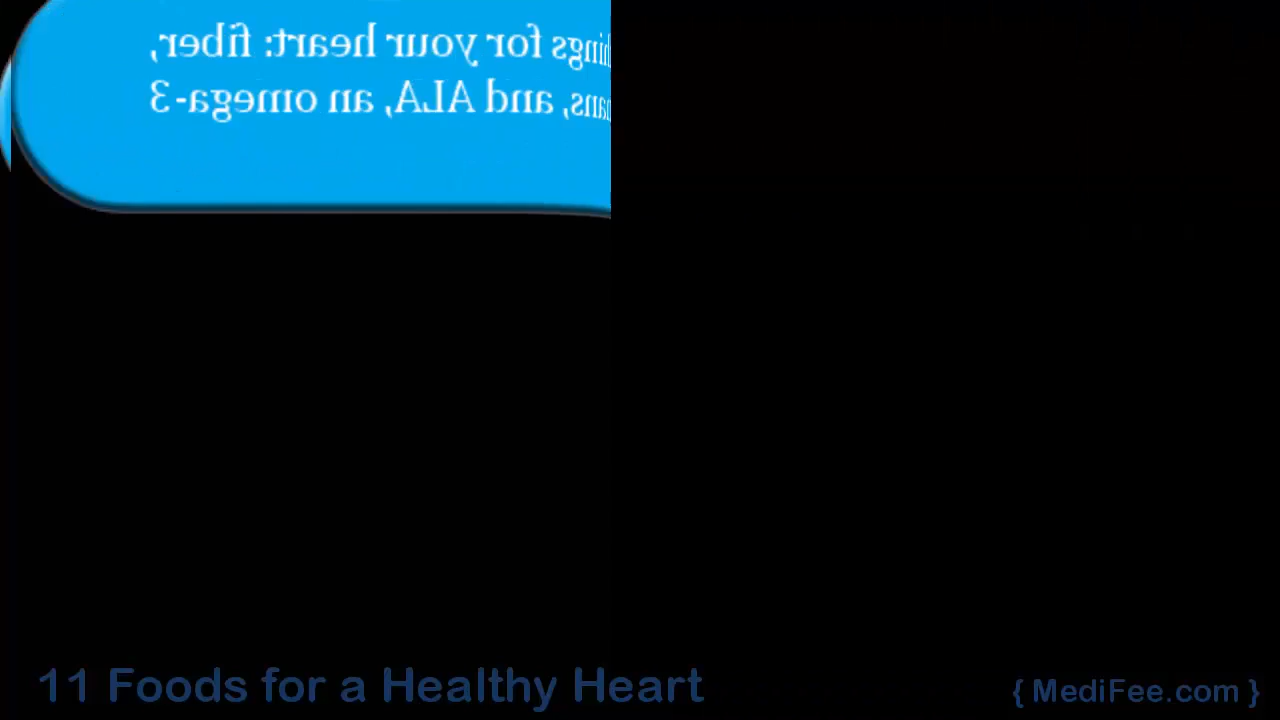 for your heart: fiber,
and ALA, an omega-3
11 Foods for a Healthy Heart
{ MediFee.com }